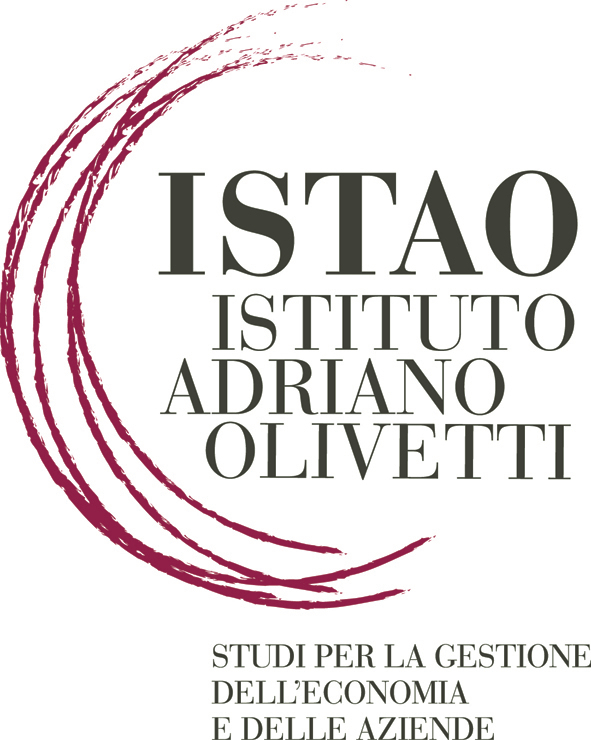 ISTAO
ISTITUTO
ADRIANO
OLIVETTI
STUDI PER LA GESTIONE
DELL'ECONOMIA
E DELLE AZIENDE